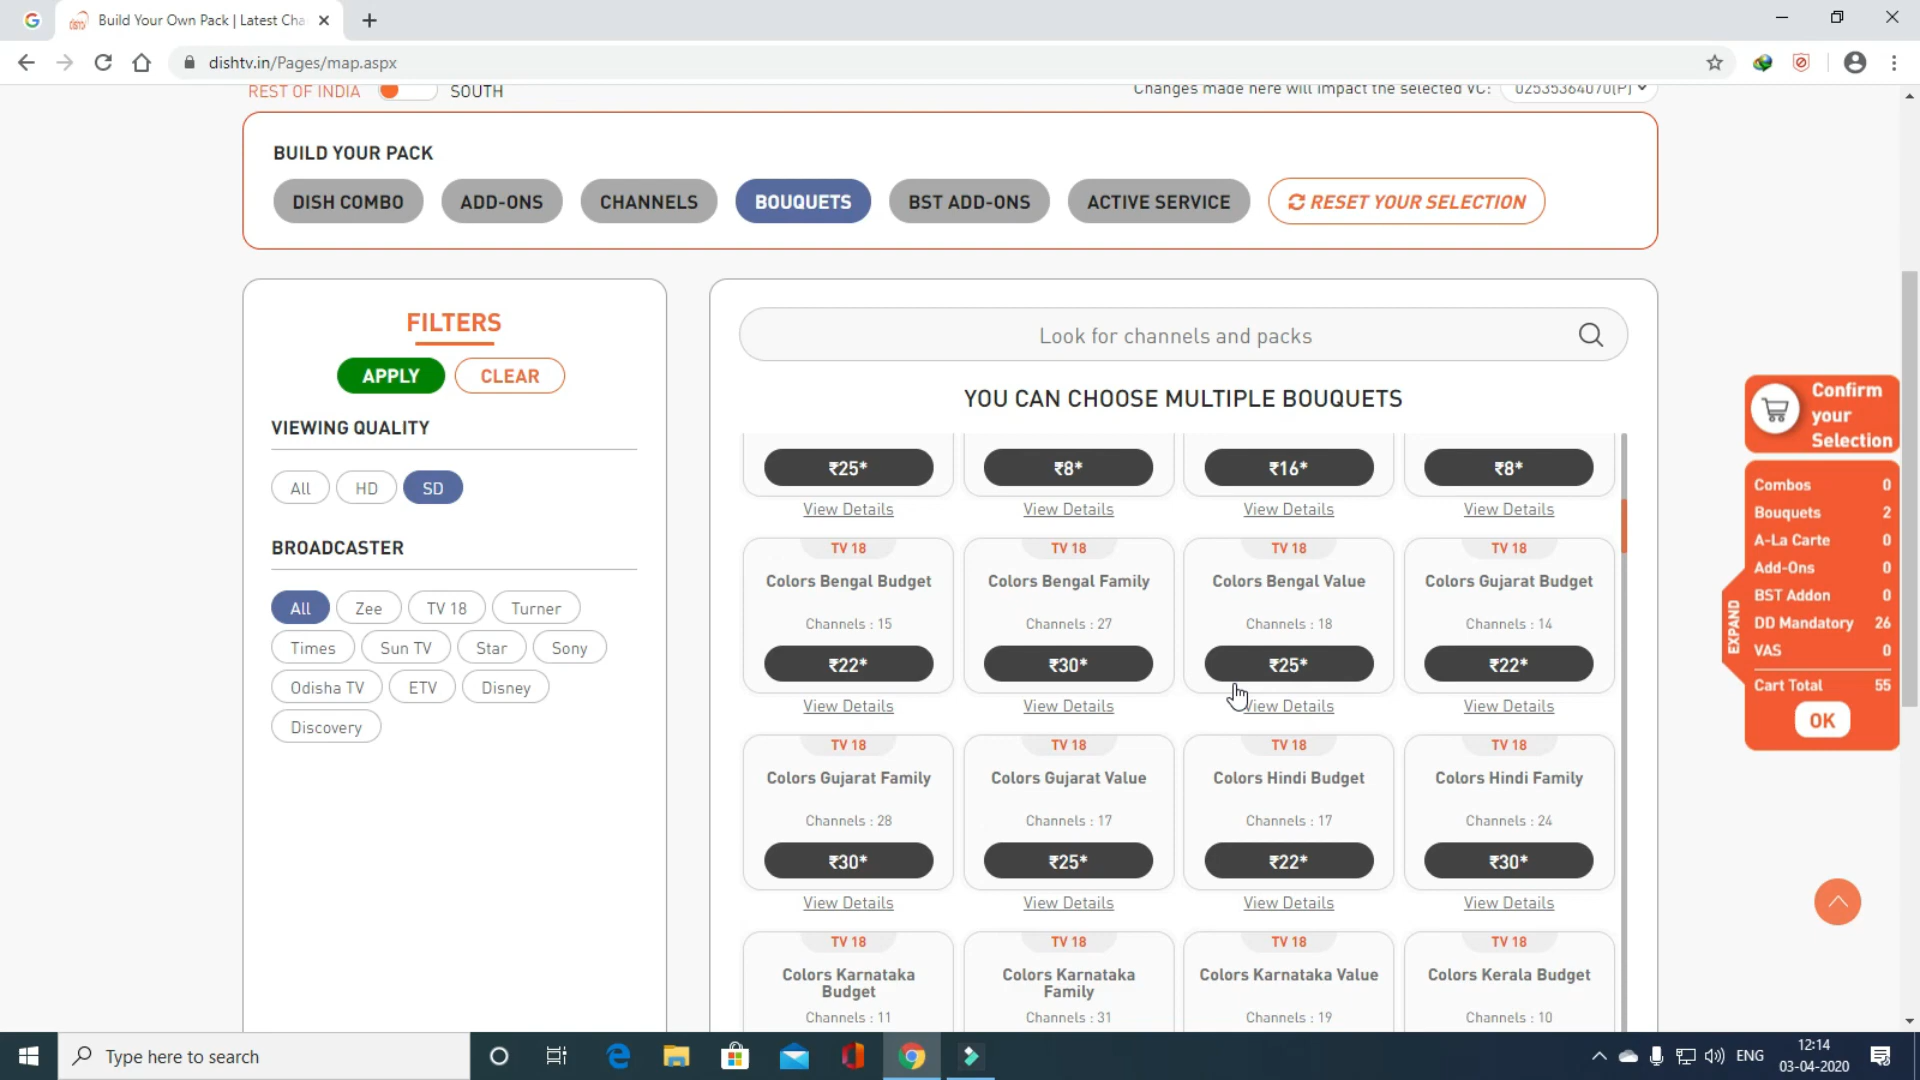 Build Your Own Pack | Latest Cha
dishtv.in/Pages/map.aspx
REST OF INDIA SOUTH
Changes made here will impact the selected VC: 02535364070(P)
BUILD YOUR PACK
DISH COMBO ADD-ONS CHANNELS BOUQUETS BST ADD-ONS ACTIVE SERVICE RESET YOUR SELECTION
FILTERS
APPLY CLEAR
VIEWING QUALITY
All HD SD
BROADCASTER
All Zee TV 18 Turner
Times Sun TV Star Sony
Odisha TV ETV Disney
Discovery
Look for channels and packs
YOU CAN CHOOSE MULTIPLE BOUQUETS
₹25* ₹8* ₹16* ₹8*
View Details View Details View Details View Details
TV 18 TV 18 TV 18 TV 18
Colors Bengal Budget Colors Bengal Family Colors Bengal Value Colors Gujarat Budget
Channels : 15 Channels : 27 Channels : 18 Channels : 14
₹22* ₹30* ₹25* ₹22*
View Details View Details View Details View Details
TV 18 TV 18 TV 18 TV 18
Colors Gujarat Family Colors Gujarat Value Colors Hindi Budget Colors Hindi Family
Channels : 28 Channels : 17 Channels : 17 Channels : 24
₹30* ₹25* ₹22* ₹30*
View Details View Details View Details View Details
TV 18 TV 18 TV 18 TV 18
Colors Karnataka Colors Karnataka Colors Karnataka Value Colors Kerala Budget
Budget Family
Channels : 11 Channels : 31 Channels : 19 Channels : 10
Confirm
your
Selection
Combos 0
Bouquets 2
A-La Carte 0
Add-Ons 0
BST Addon 0
DD Mandatory 26
VAS 0
Cart Total 55
OK
EXPAND
Type here to search
ENG
12:14
03-04-2020